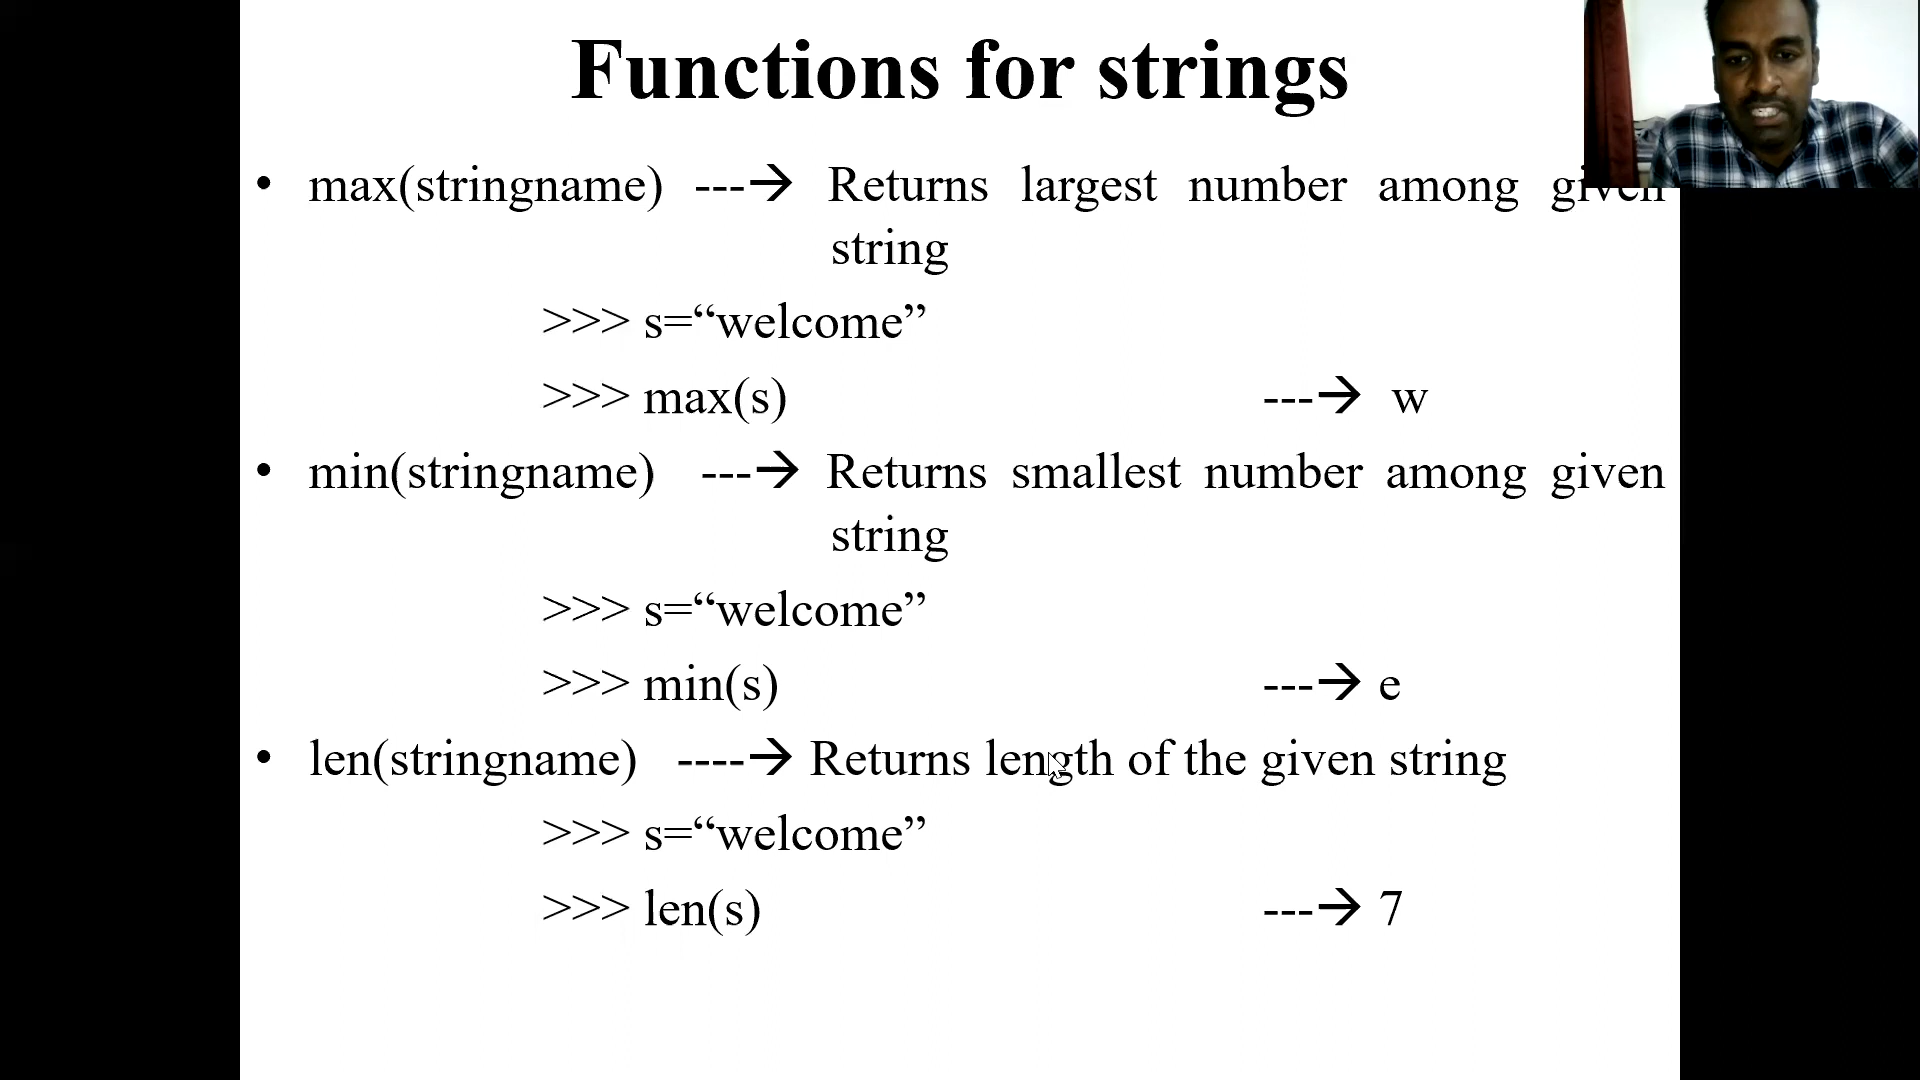 Functions for strings
• max(stringname) ---→ Returns largest number among given
string
>>> s=“welcome”
>>> max(s) ---→ w
• min(stringname) ---→ Returns smallest number among given
string
>>> s=“welcome”
>>> min(s) ---→ e
• len(stringname) ----→ Returns length of the given string
>>> s=“welcome”
>>> len(s) ---→ 7